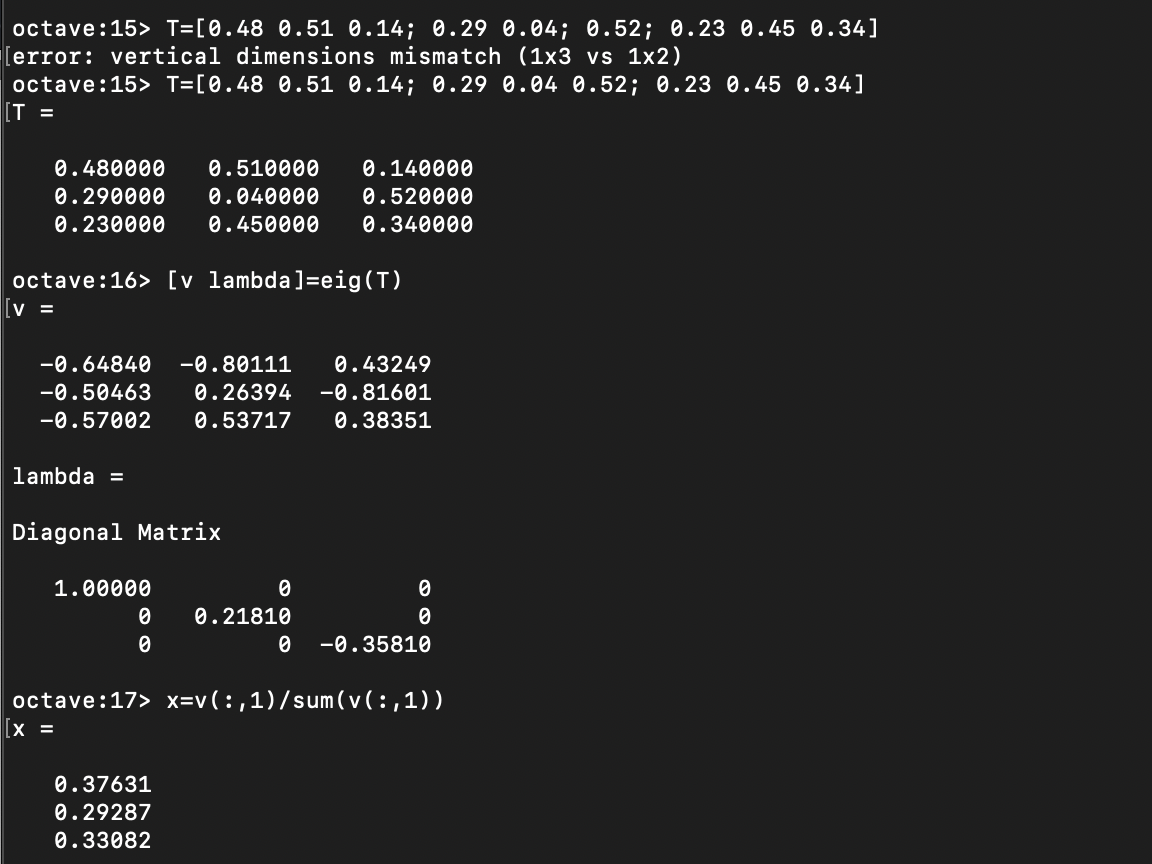 octave:15> T=[0.48 0.51 0.14; 0.29 0.04; 0.52; 0.23 0.45 0.34]
[error: vertical dimensions mismatch (1x3 vs 1x2)
octave:15> T=[0.48 0.51 0.14; 0.29 0.04 0.52; 0.23 0.45 0.34]
[T =
0.480000 0.510000 0.140000
0.290000 0.040000 0.520000
0.230000 0.450000 0.340000
octave:16> [v lambda]=eig(T)
[v =
-0.64840 -0.80111 0.43249
-0.50463 0.26394 -0.81601
-0.57002 0.53717 0.38351
lambda =
Diagonal Matrix
1.00000 0 0
0 0.21810 0
0 0 -0.35810
octave:17> x=v(:,1)/sum(v(:,1))
[x =
0.37631
0.29287
0.33082